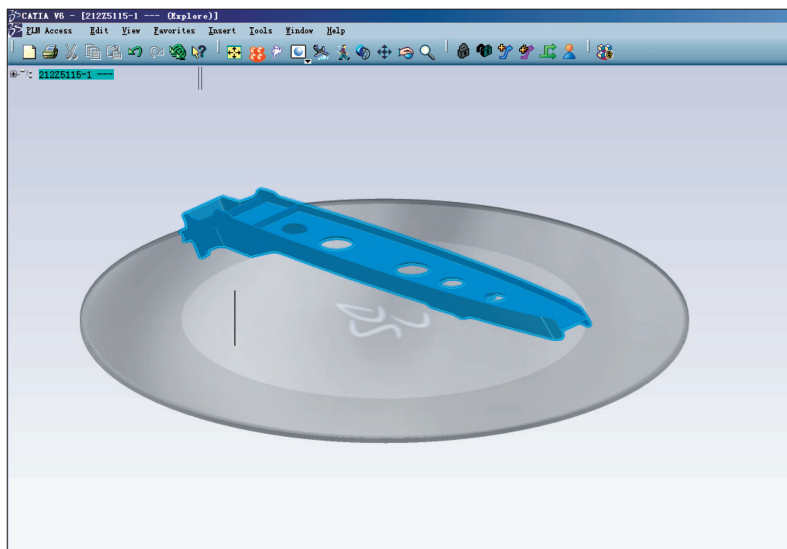 CATIA V6 - [212Z5115-1 --- (Explore)]
PLM Access Edit View Favorites Insert Tools Window Help
212Z5115-1 ---